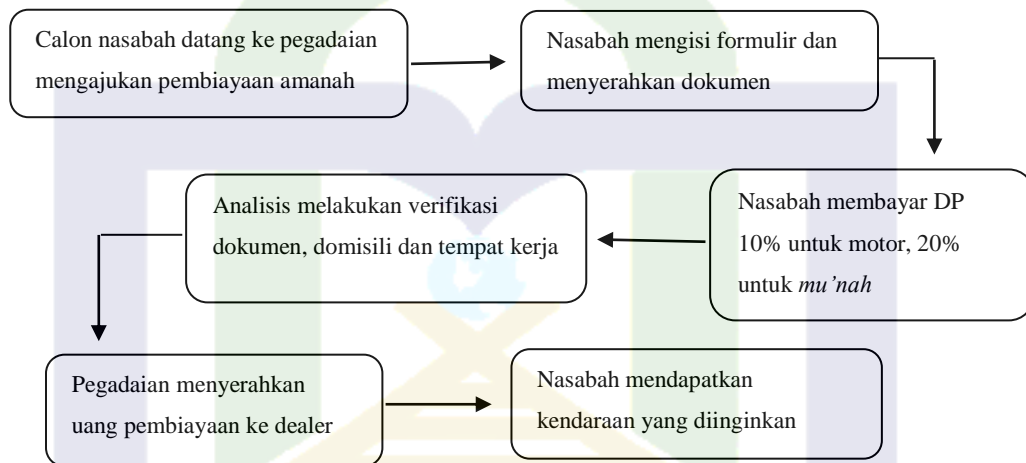 Calon nasabah datang ke pegadaian
mengajukan pembiayaan amanah
Nasabah mengisi formulir dan
menyerahkan dokumen
Nasabah membayar DP
10% untuk motor, 20%
untuk mu’nah
Analisis melakukan verifikasi
dokumen, domisili dan tempat kerja
Pegadaian menyerahkan
uang pembiayaan ke dealer
Nasabah mendapatkan
kendaraan yang diinginkan